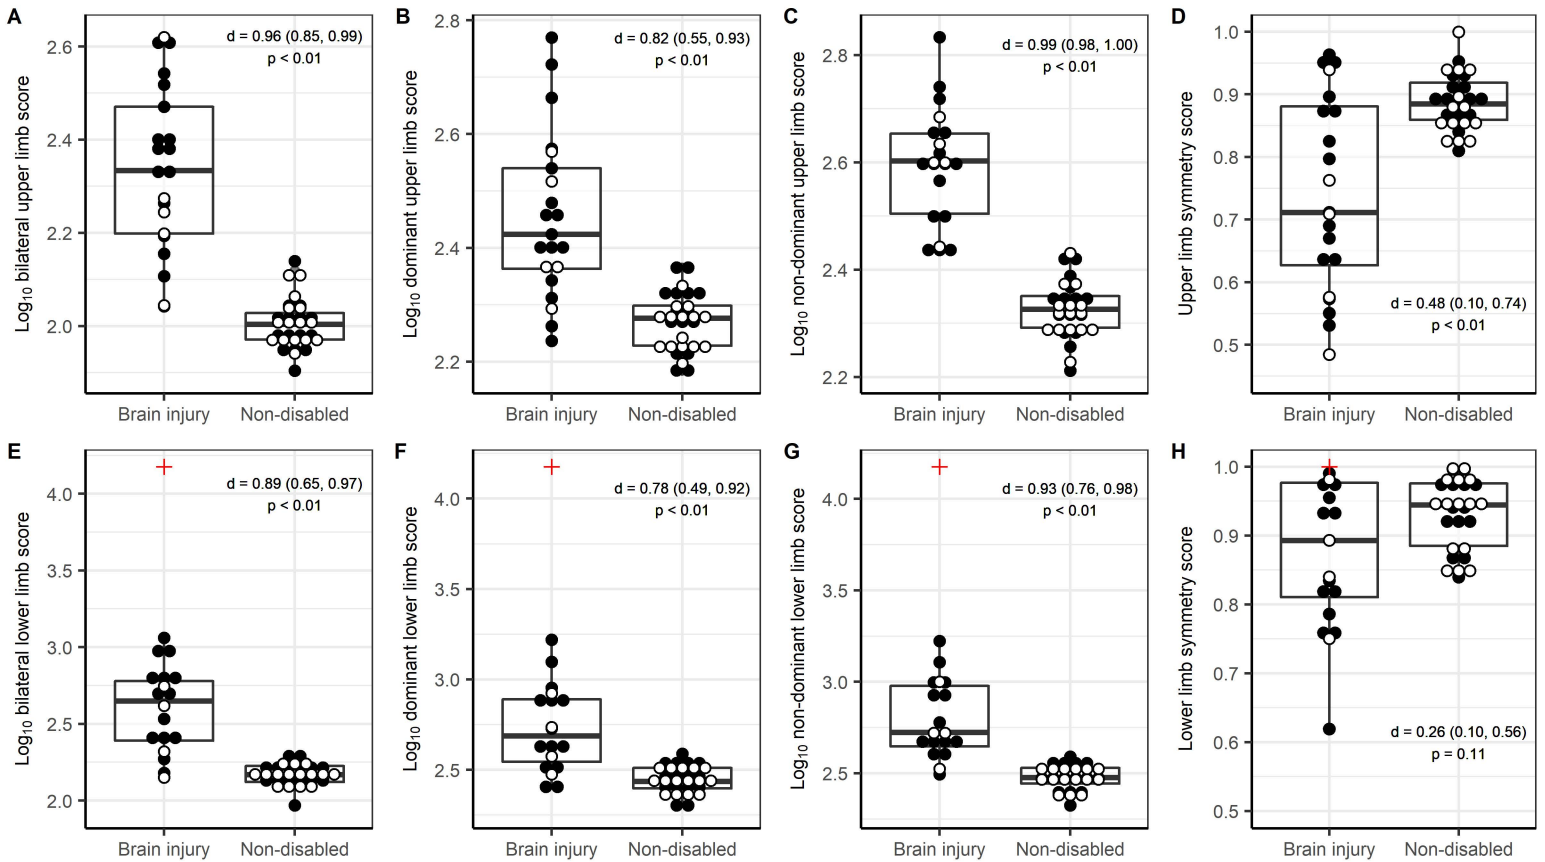 A
Log10 bilateral upper limb score
2.6
2.4
2.2
2.0
d = 0.96 (0.85, 0.99)
p < 0.01
Brain injury
Non-disabled
B
Log10 dominant upper limb score
2.8
2.6
2.4
2.2
d = 0.82 (0.55, 0.93)
p < 0.01
Brain injury
Non-disabled
C
Log10 non-dominant upper limb score
2.8
2.6
2.4
2.2
d = 0.99 (0.98, 1.00)
p < 0.01
Brain injury
Non-disabled
D
Upper limb symmetry score
1.0
0.9
0.8
0.7
0.6
0.5
d = 0.48 (0.10, 0.74)
p < 0.01
Brain injury
Non-disabled
E
Log10 bilateral lower limb score
4.0
3.5
3.0
2.5
2.0
d = 0.89 (0.65, 0.97)
p < 0.01
Brain injury
Non-disabled
F
Log10 dominant lower limb score
4.0
3.5
3.0
2.5
d = 0.78 (0.49, 0.92)
p < 0.01
Brain injury
Non-disabled
G
Log10 non-dominant lower limb score
4.0
3.5
3.0
2.5
d = 0.93 (0.76, 0.98)
p < 0.01
Brain injury
Non-disabled
H
Lower limb symmetry score
1.0
0.9
0.8
0.7
0.6
0.5
d = 0.26 (0.10, 0.56)
p = 0.11
Brain injury
Non-disabled